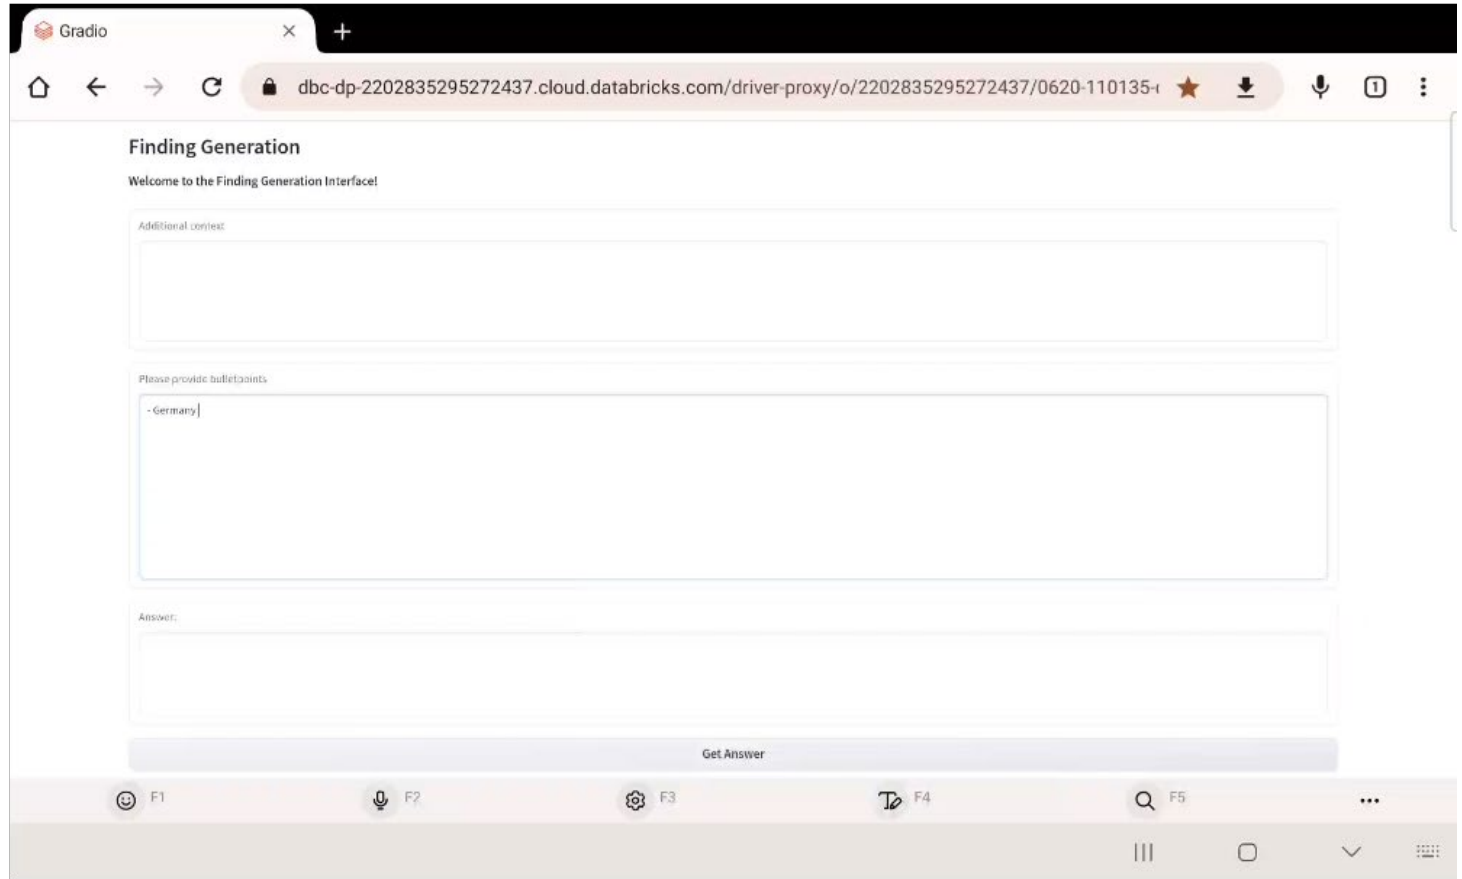 Gradio
dbc-dp-2202835295272437.cloud.databricks.com/driver-proxy/o/2202835295272437/0620-110135-
1
Finding Generation
Welcome to the Finding Generation Interface!
Additional context
Please provide bulletpoints
- Germany
Answer:
Get Answer
F1 F2 F3 F4 F5